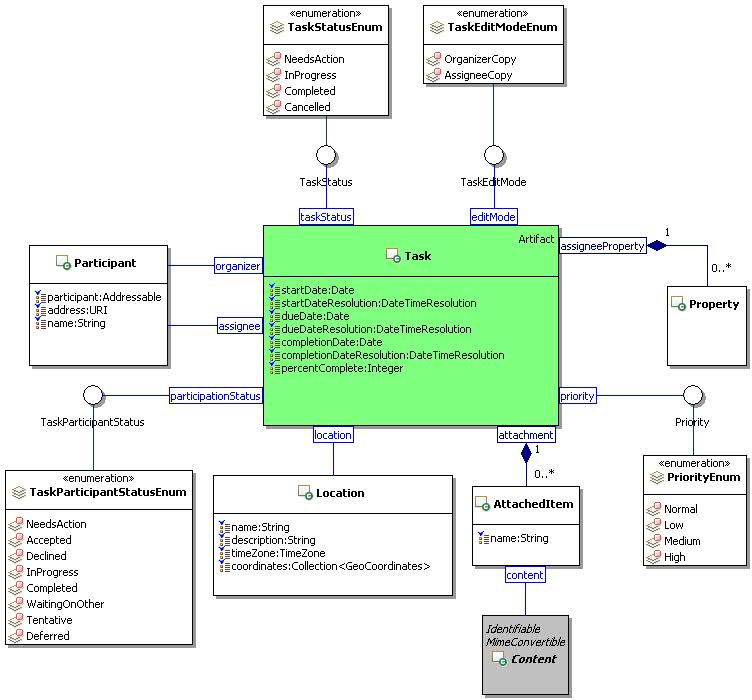 «enumeration»
TaskStatusEnum
NeedsAction
InProgress
Completed
Cancelled
«enumeration»
TaskEditModeEnum
OrganizerCopy
AssigneeCopy
TaskStatus
TaskEditMode
taskStatus
editMode
Artifact
Task
startDate:Date
startDateResolution:DateTimeResolution
dueDate:Date
dueDateResolution:DateTimeResolution
completionDate:Date
completionDateResolution:DateTimeResolution
percentComplete:Integer
assigneeProperty
1
0..*
Property
Participant
participant:Addressable
address:URI
name:String
organizer
assignee
participationStatus
TaskParticipantStatus
priority
Priority
location
attachment
1
0..*
«enumeration»
TaskParticipantStatusEnum
NeedsAction
Accepted
Declined
InProgress
Completed
WaitingOnOther
Tentative
Deferred
Location
name:String
description:String
timeZone:TimeZone
coordinates:Collection<GeoCoordinates>
AttachedItem
name:String
«enumeration»
PriorityEnum
Normal
Low
Medium
High
content
Identifiable
MimeConvertible
Content